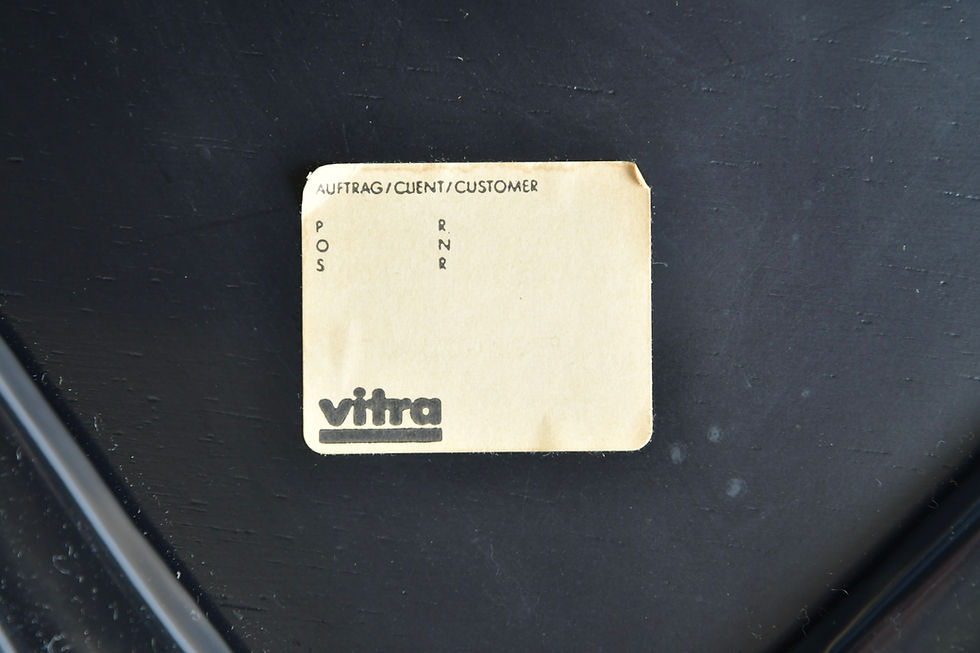 AUFTRAG/CLIENT/CUSTOMER
P R
O N
S R
vitra